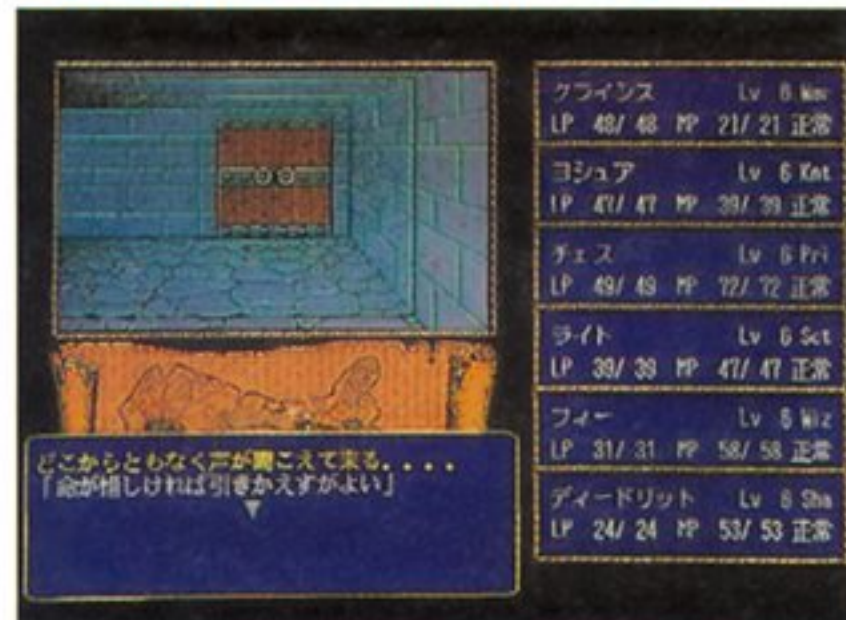 どこからともなく声が聞こえて来る．．．．
「命が惜しければ引きかえすがよい」
クラインス Lv 6 War
LP 48/ 48 MP 21/ 21 正常
ヨシュア Lv 6 Knt
LP 47/ 47 MP 39/ 39 正常
チェス Lv 6 Pri
LP 49/ 49 MP 72/ 72 正常
ライト Lv 6 Sct
LP 39/ 39 MP 47/ 47 正常
フィー Lv 6 Wiz
LP 31/ 31 MP 58/ 58 正常
ディードリット Lv 6 Sha
LP 24/ 24 MP 53/ 53 正常